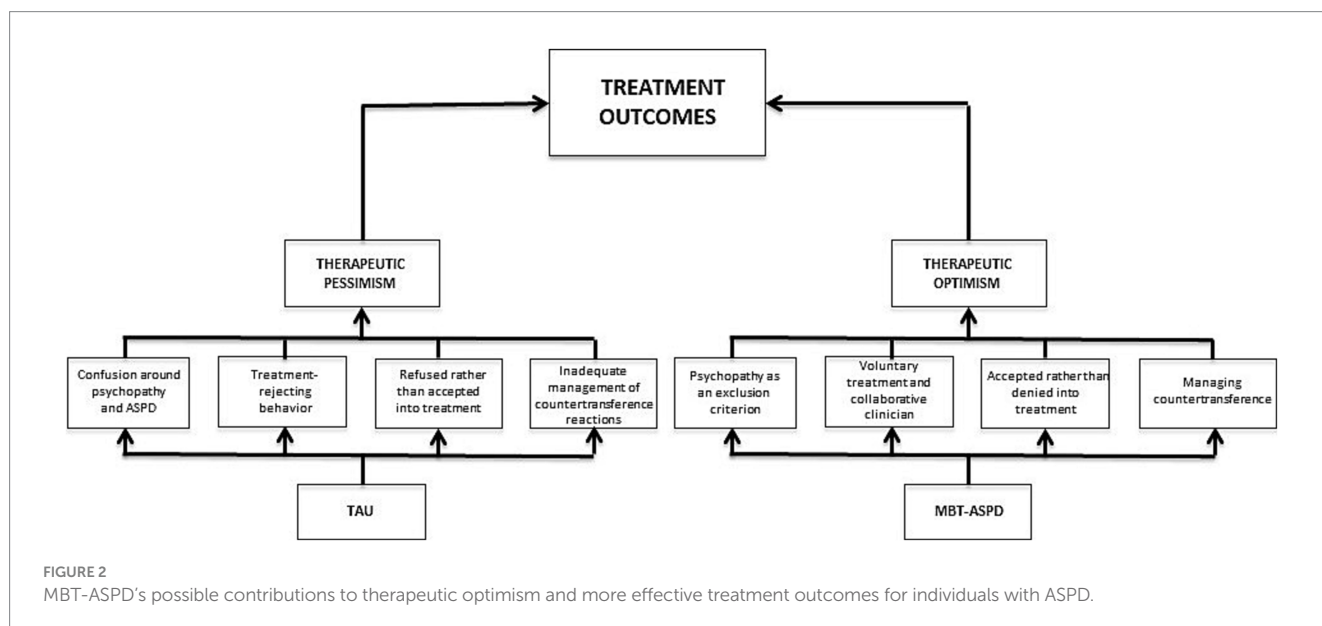 TREATMENT
OUTCOMES
THERAPEUTIC
PESSIMISM
THERAPEUTIC
OPTIMISM
Confusion around
psychopathy
and ASPD
Treatment-
rejecting
behavior
Refused rather
than accepted
into treatment
Inadequate
management of
countertransference
reactions
Psychopathy as
an exclusion
criterion
Voluntary
treatment and
collaborative
clinician
Accepted rather than
denied into
treatment
Managing
countertransference
TAU
MBT-ASPD
FIGURE 2
MBT-ASPD's possible contributions to therapeutic optimism and more effective treatment outcomes for individuals with ASPD.